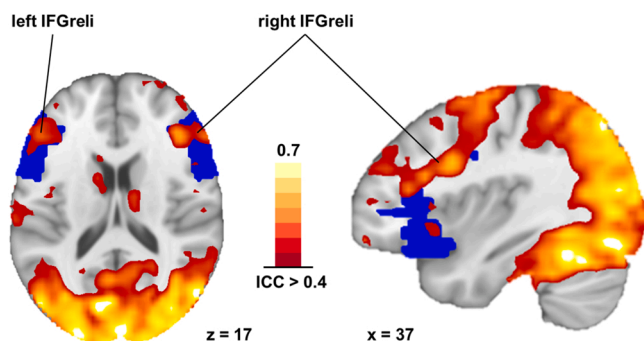 left IFGreli
right IFGreli
0.7
ICC > 0.4
z = 17
x = 37